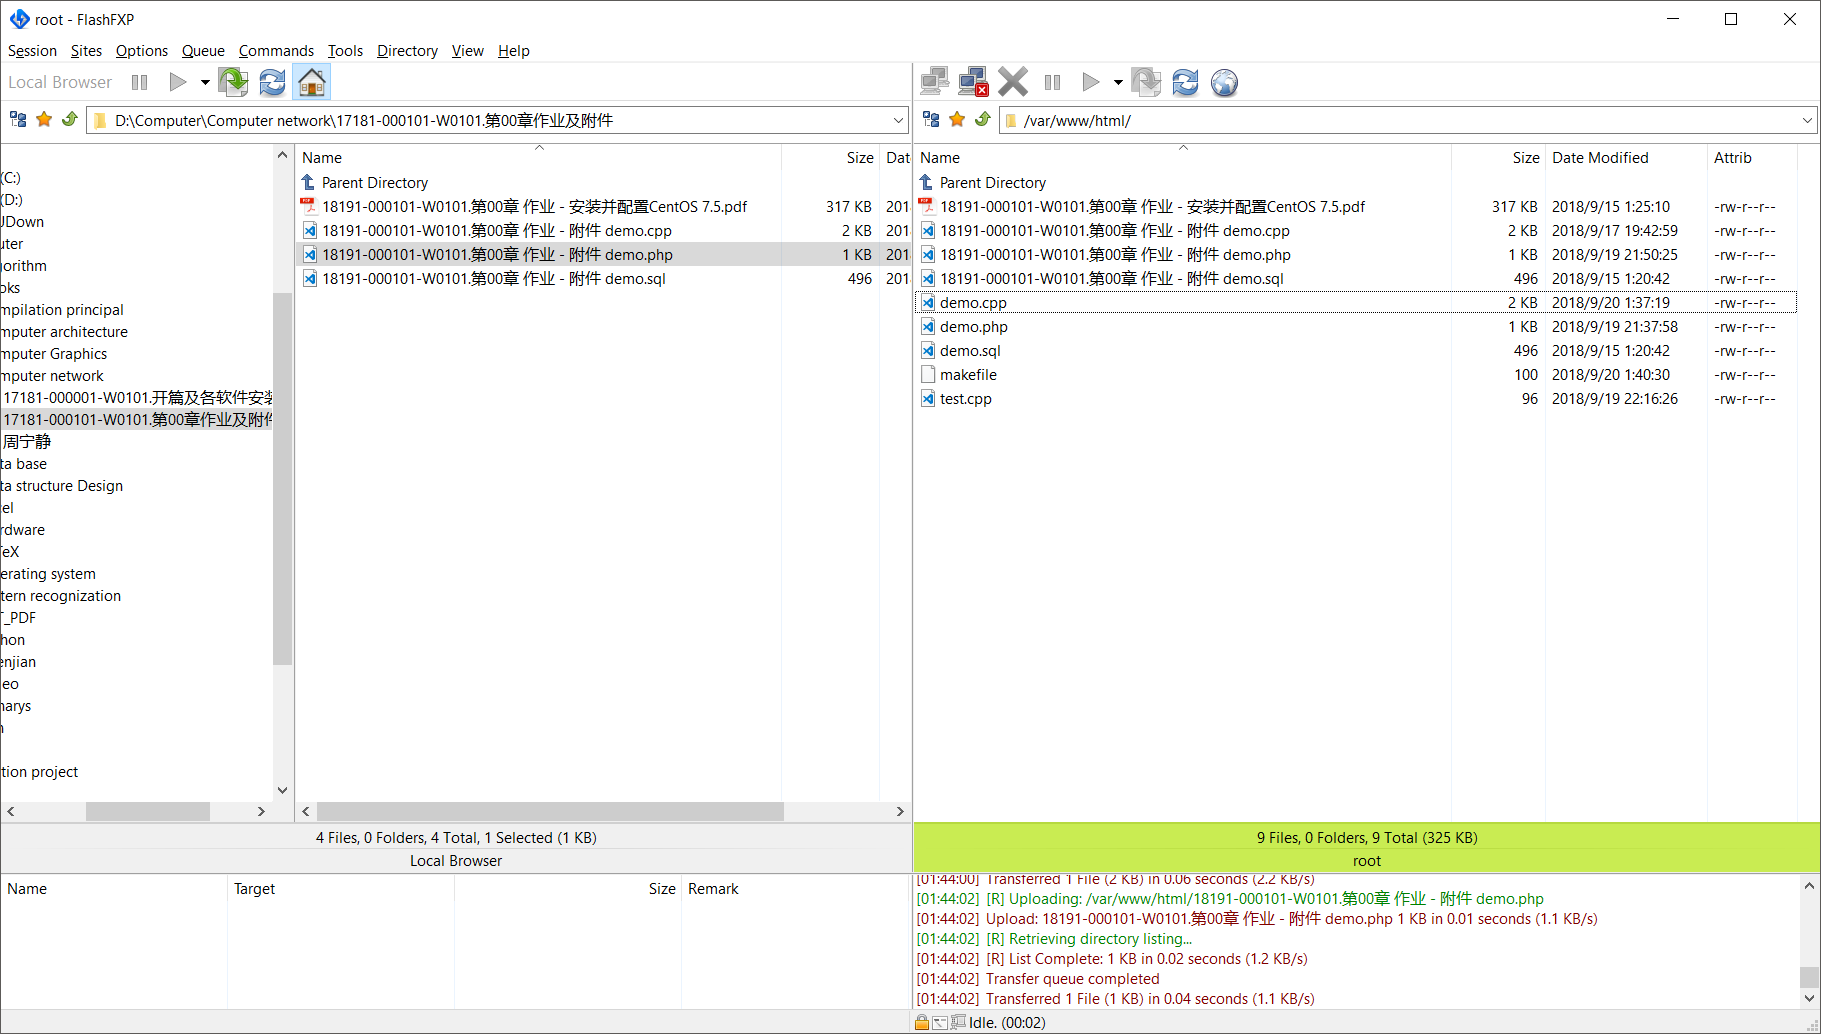 root - FlashFXP
Session Sites Options Queue Commands Tools Directory View Help
Local Browser
D:\Computer\Computer network\17181-000101-W0101.第00章作业及附件
/var/www/html/
(C:)
(D:)
JDown
uter
gorithm
oks
mpilation principal
mputer architecture
mputer Graphics
mputer network
17181-000001-W0101.开篇及各软件安装
17181-000101-W0101.第00章作业及附件
周宁静
ta base
ta structure Design
cel
rdware
TeX
erating system
tern recognization
T_PDF
hon
enjian
eo
narys
n
tion project
Name Size Dat
Parent Directory
18191-000101-W0101.第00章 作业 - 安装并配置CentOS 7.5.pdf 317 KB 201
18191-000101-W0101.第00章 作业 - 附件 demo.cpp 2 KB 201
18191-000101-W0101.第00章 作业 - 附件 demo.php 1 KB 201
18191-000101-W0101.第00章 作业 - 附件 demo.sql 496 201
Name Size Date Modified Attrib
Parent Directory
18191-000101-W0101.第00章 作业 - 安装并配置CentOS 7.5.pdf 317 KB 2018/9/15 1:25:10 -rw-r--r--
18191-000101-W0101.第00章 作业 - 附件 demo.cpp 2 KB 2018/9/17 19:42:59 -rw-r--r--
18191-000101-W0101.第00章 作业 - 附件 demo.php 1 KB 2018/9/19 21:50:25 -rw-r--r--
18191-000101-W0101.第00章 作业 - 附件 demo.sql 496 2018/9/15 1:20:42 -rw-r--r--
demo.cpp 2 KB 2018/9/20 1:37:19 -rw-r--r--
demo.php 1 KB 2018/9/19 21:37:58 -rw-r--r--
demo.sql 496 2018/9/15 1:20:42 -rw-r--r--
makefile 100 2018/9/20 1:40:30 -rw-r--r--
test.cpp 96 2018/9/19 22:16:26 -rw-r--r--
4 Files, 0 Folders, 4 Total, 1 Selected (1 KB)
Local Browser
9 Files, 0 Folders, 9 Total (325 KB)
root
Name Target Size Remark
[01:44:00] Transferred 1 File (2 KB) in 0.06 seconds (2.2 KB/s)
[01:44:02] [R] Uploading: /var/www/html/18191-000101-W0101.第00章 作业 - 附件 demo.php
[01:44:02] Upload: 18191-000101-W0101.第00章 作业 - 附件 demo.php 1 KB in 0.01 seconds (1.1 KB/s)
[01:44:02] [R] Retrieving directory listing...
[01:44:02] [R] List Complete: 1 KB in 0.02 seconds (1.2 KB/s)
[01:44:02] Transfer queue completed
[01:44:02] Transferred 1 File (1 KB) in 0.04 seconds (1.1 KB/s)
Idle. (00:02)